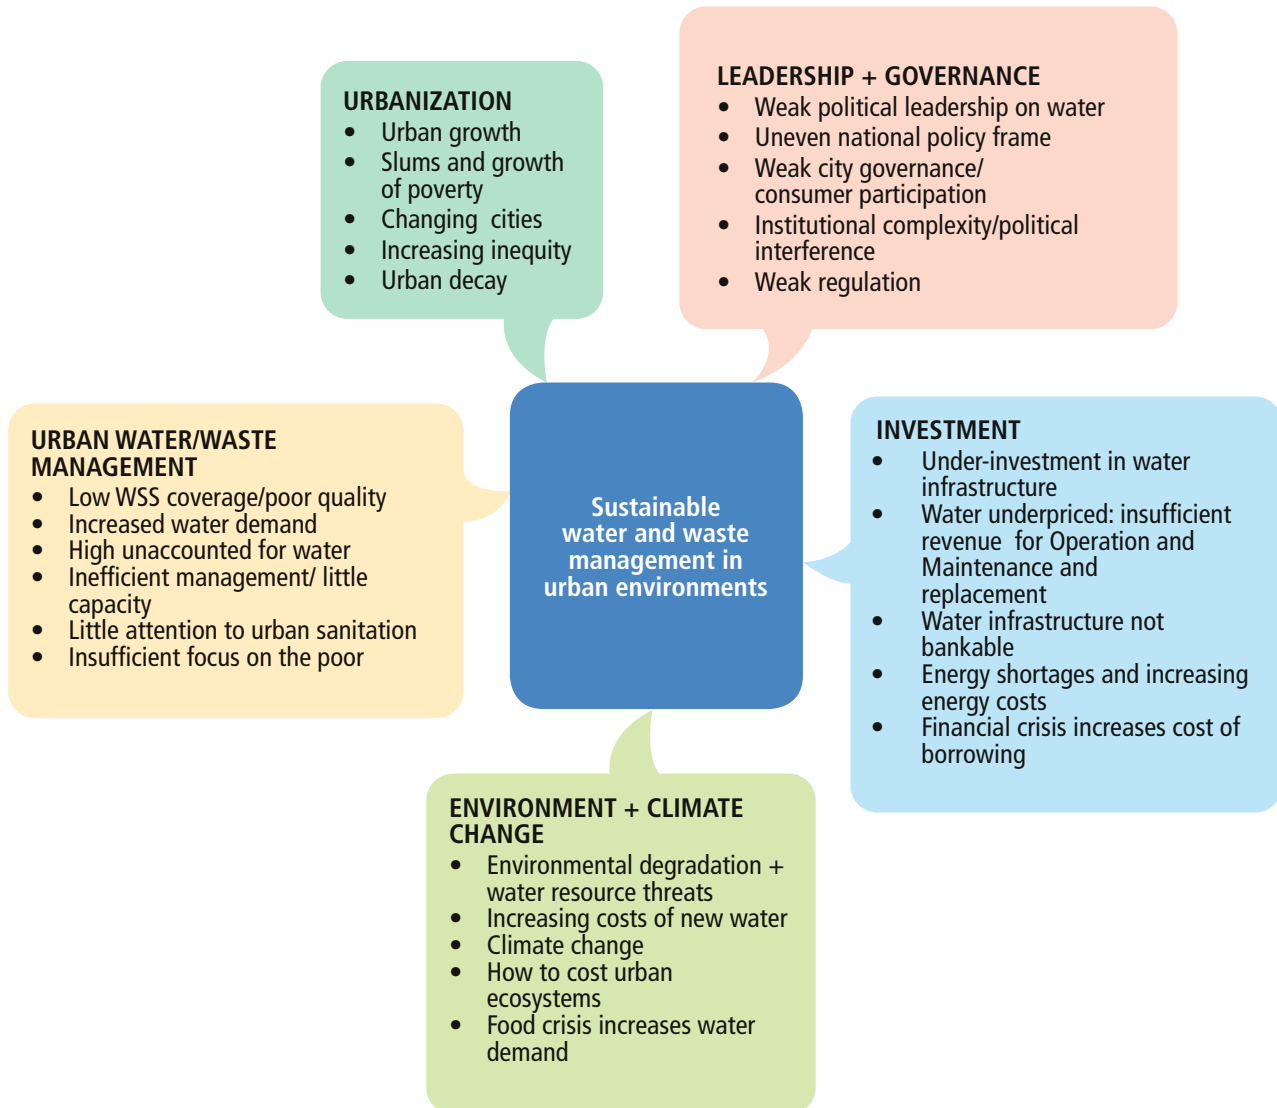 URBANIZATION
• Urban growth
• Slums and growth
of poverty
• Changing cities
• Increasing inequity
• Urban decay
LEADERSHIP + GOVERNANCE
• Weak political leadership on water
• Uneven national policy frame
• Weak city governance/
consumer participation
• Institutional complexity/political
interference
• Weak regulation
URBAN WATER/WASTE
MANAGEMENT
• Low WSS coverage/poor quality
• Increased water demand
• High unaccounted for water
• Inefficient management/ little
capacity
• Little attention to urban sanitation
• Insufficient focus on the poor
Sustainable
water and waste
management in
urban environments
INVESTMENT
• Under-investment in water
infrastructure
• Water underpriced: insufficient
revenue for Operation and
Maintenance and
replacement
• Water infrastructure not
bankable
• Energy shortages and increasing
energy costs
• Financial crisis increases cost of
borrowing
ENVIRONMENT + CLIMATE
CHANGE
• Environmental degradation +
water resource threats
• Increasing costs of new water
• Climate change
• How to cost urban
ecosystems
• Food crisis increases water
demand